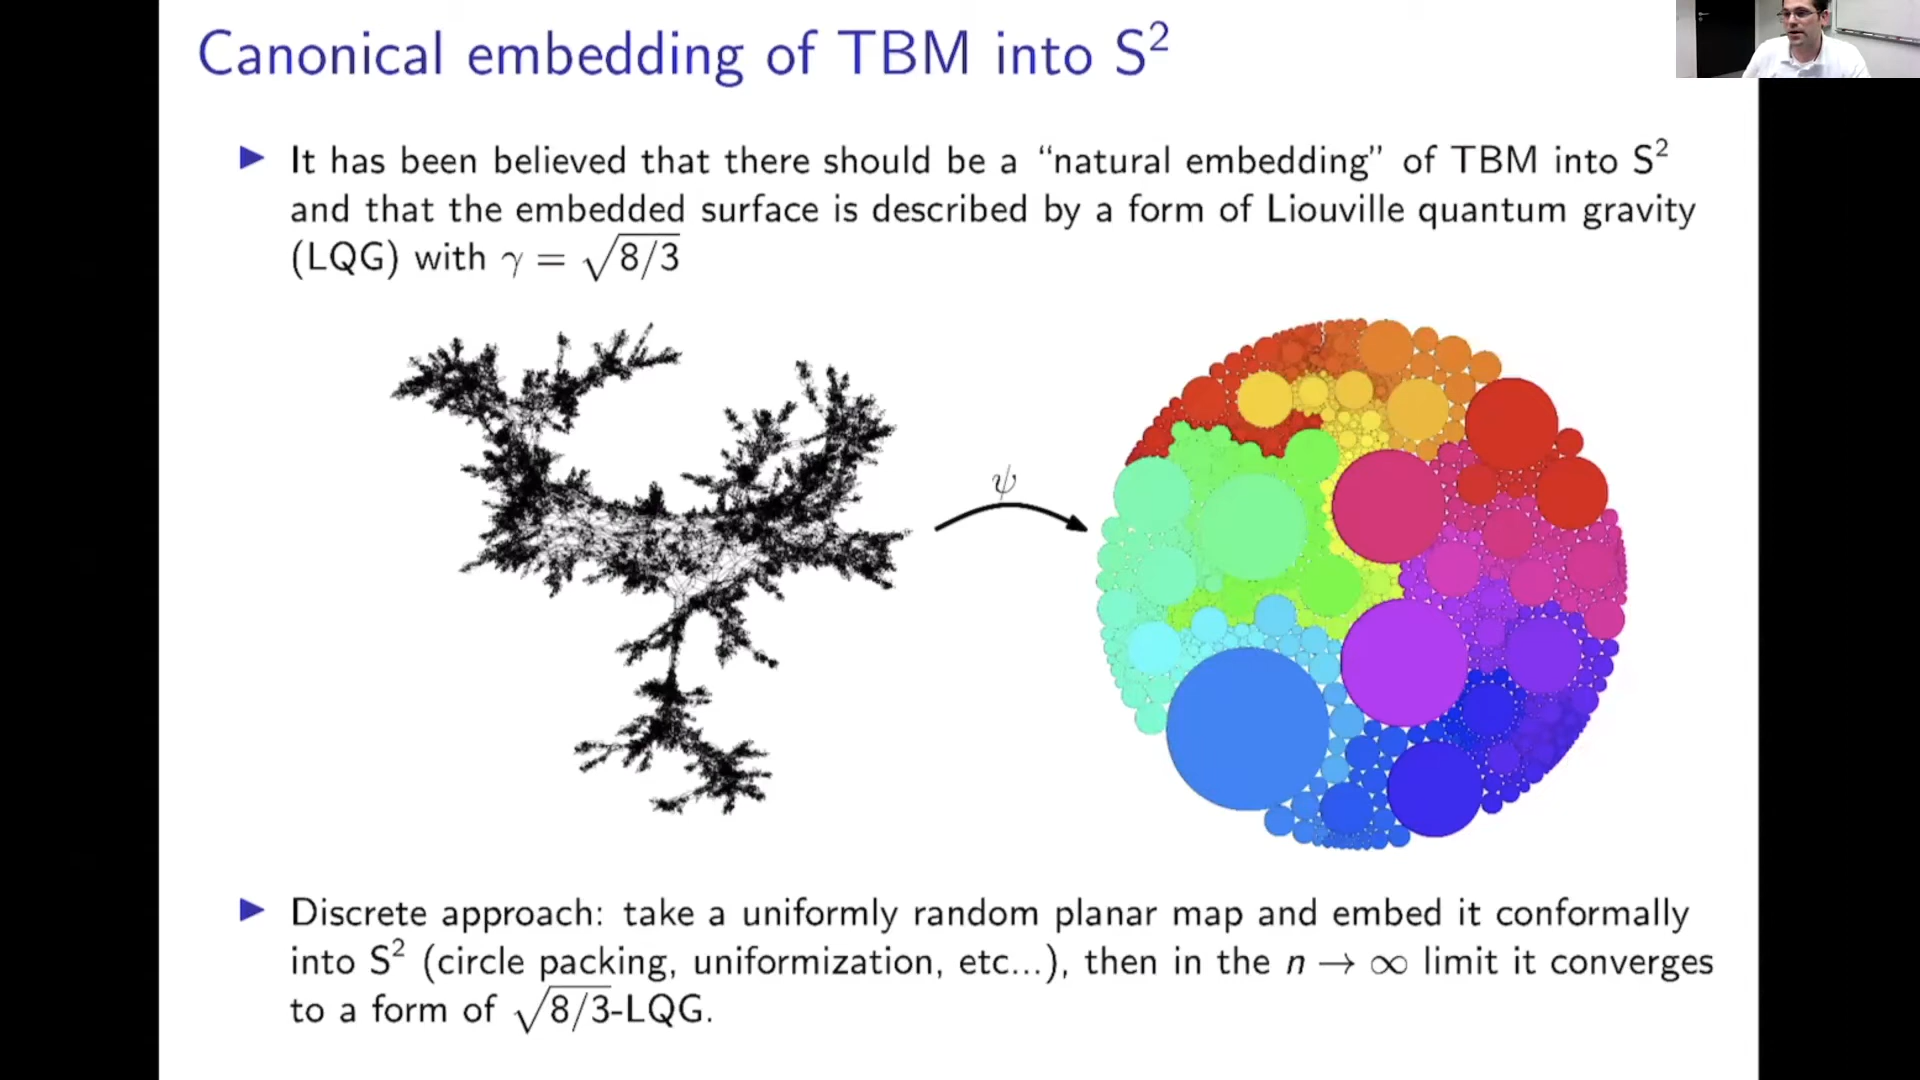 Canonical embedding of TBM into S²
▶ It has been believed that there should be a “natural embedding” of TBM into S²
and that the embedded surface is described by a form of Liouville quantum gravity
(LQG) with γ = √8/3
ψ
▶ Discrete approach: take a uniformly random planar map and embed it conformally
into S² (circle packing, uniformization, etc...), then in the n → ∞ limit it converges
to a form of √8/3-LQG.